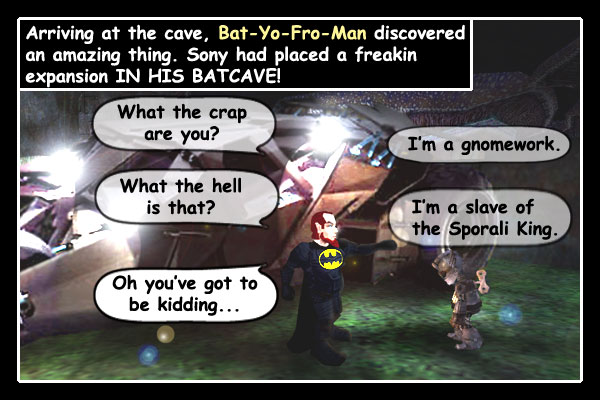 Arriving at the cave, Bat-Yo-Fro-Man discovered
an amazing thing. Sony had placed a freakin
expansion IN HIS BATCAVE!
What the crap
are you?
I'm a gnomework.
What the hell
is that?
I'm a slave of
the Sporali King.
Oh you've got to
be kidding...